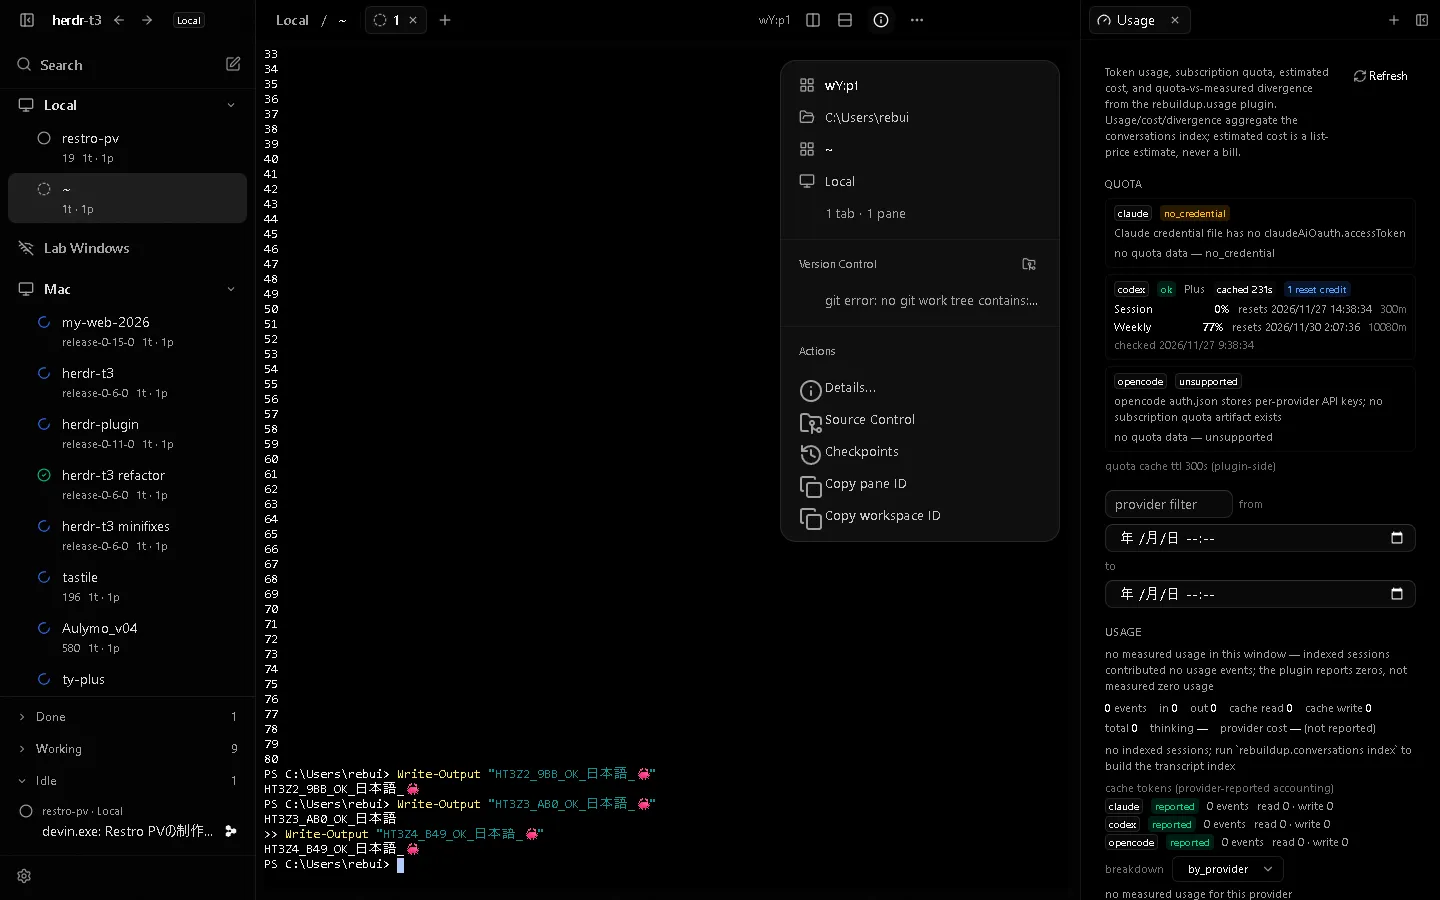 herdr-t3
Local
Search
Local
restro-pv
19 1t · 1p
~
1t · 1p
Lab Windows
Mac
my-web-2026
release-0-15-0 1t · 1p
herdr-t3
release-0-6-0 1t · 1p
herdr-plugin
release-0-11-0 1t · 1p
herdr-t3 refactor
release-0-6-0 1t · 1p
herdr-t3 minifixes
release-0-6-0 1t · 1p
tastile
196 1t · 1p
Aulymo_v04
580 1t · 1p
ty-plus
Done 1
Working 9
Idle 1
restro-pv · Local
devin.exe: Restro PVの制作...
Local / ~
1
wY:p1
33
34
35
36
37
38
39
40
41
42
43
44
45
46
47
48
49
50
51
52
53
54
55
56
57
58
59
60
61
62
63
64
65
66
67
68
69
70
71
72
73
74
75
76
77
78
79
80
PS C:\Users\rebui> Write-Output "HT3Z2_9BB_OK_日本語_🦀"
HT3Z2_9BB_OK_日本語_🦀
PS C:\Users\rebui> Write-Output "HT3Z3_AB0_OK_日本語_🦀"
HT3Z3_AB0_OK_日本語
>> Write-Output "HT3Z4_B49_OK_日本語_🦀"
HT3Z4_B49_OK_日本語_🦀
PS C:\Users\rebui>
wY:p1
C:\Users\rebui
~
Local
1 tab · 1 pane
Version Control
git error: no git work tree contains:...
Actions
Details...
Source Control
Checkpoints
Copy pane ID
Copy workspace ID
Usage
Token usage, subscription quota, estimated
cost, and quota-vs-measured divergence
from the rebuildup.usage plugin.
Usage/cost/divergence aggregate the
conversations index; estimated cost is a list-
price estimate, never a bill.
Refresh
QUOTA
claude no_credential
Claude credential file has no claudeAiOauth.accessToken
no quota data — no_credential
codex ok Plus cached 231s 1 reset credit
Session 0% resets 2026/11/27 14:38:34 300m
Weekly 77% resets 2026/11/30 2:07:36 10080m
checked 2026/11/27 9:38:34
opencode unsupported
opencode auth.json stores per-provider API keys; no
subscription quota artifact exists
no quota data — unsupported
quota cache ttl 300s (plugin-side)
provider filter from
年 /月/日 --:--
to
年 /月/日 --:--
USAGE
no measured usage in this window — indexed sessions
contributed no usage events; the plugin reports zeros, not
measured zero usage
0 events in 0 out 0 cache read 0 cache write 0
total 0 thinking — provider cost — (not reported)
no indexed sessions; run `rebuildup.conversations index` to
build the transcript index
cache tokens (provider-reported accounting)
claude reported 0 events read 0 · write 0
codex reported 0 events read 0 · write 0
opencode reported 0 events read 0 · write 0
breakdown by_provider
no measured usage for this provider